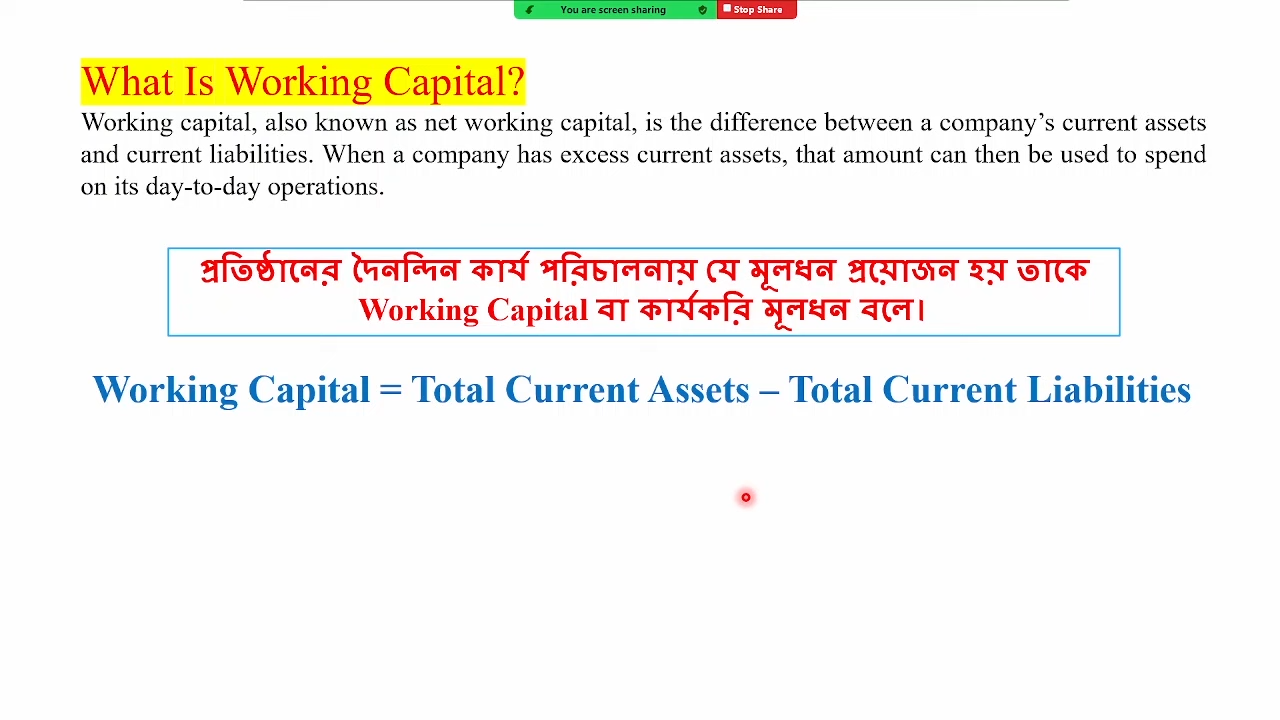 You are screen sharing
Stop Share
What Is Working Capital?
Working capital, also known as net working capital, is the difference between a company’s current assets
and current liabilities. When a company has excess current assets, that amount can then be used to spend
on its day-to-day operations.
প্রতিষ্ঠানের দৈনন্দিন কার্য পরিচালনায় যে মূলধন প্রয়োজন হয় তাকে
Working Capital বা কার্যকরি মূলধন বলে।
Working Capital = Total Current Assets – Total Current Liabilities